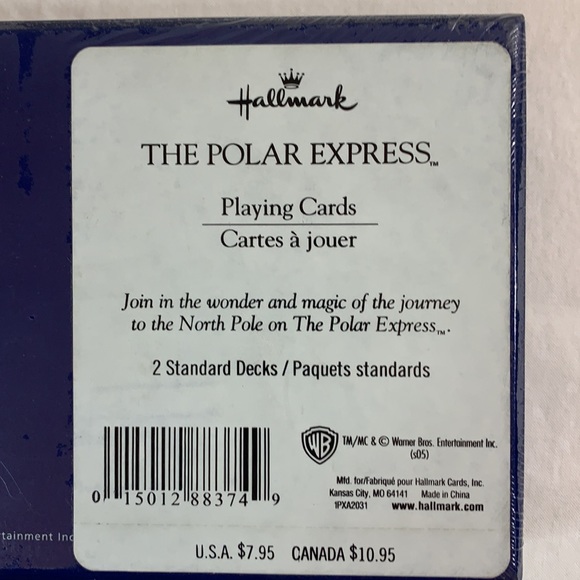 Hallmark
THE POLAR EXPRESS™
Playing Cards
Cartes à jouer
Join in the wonder and magic of the journey
to the North Pole on The Polar Express™.
2 Standard Decks / Paquets standards
WB TM/MC & © Warner Bros. Entertainment Inc.
(s05)
Mfd. for/Fabriqué pour Hallmark Cards, Inc.
Kansas City, MO 64141 Made in China
1PXA2031 www.hallmark.com
0 15012 88374 9
tainment Inc
U.S.A. $7.95 CANADA $10.95